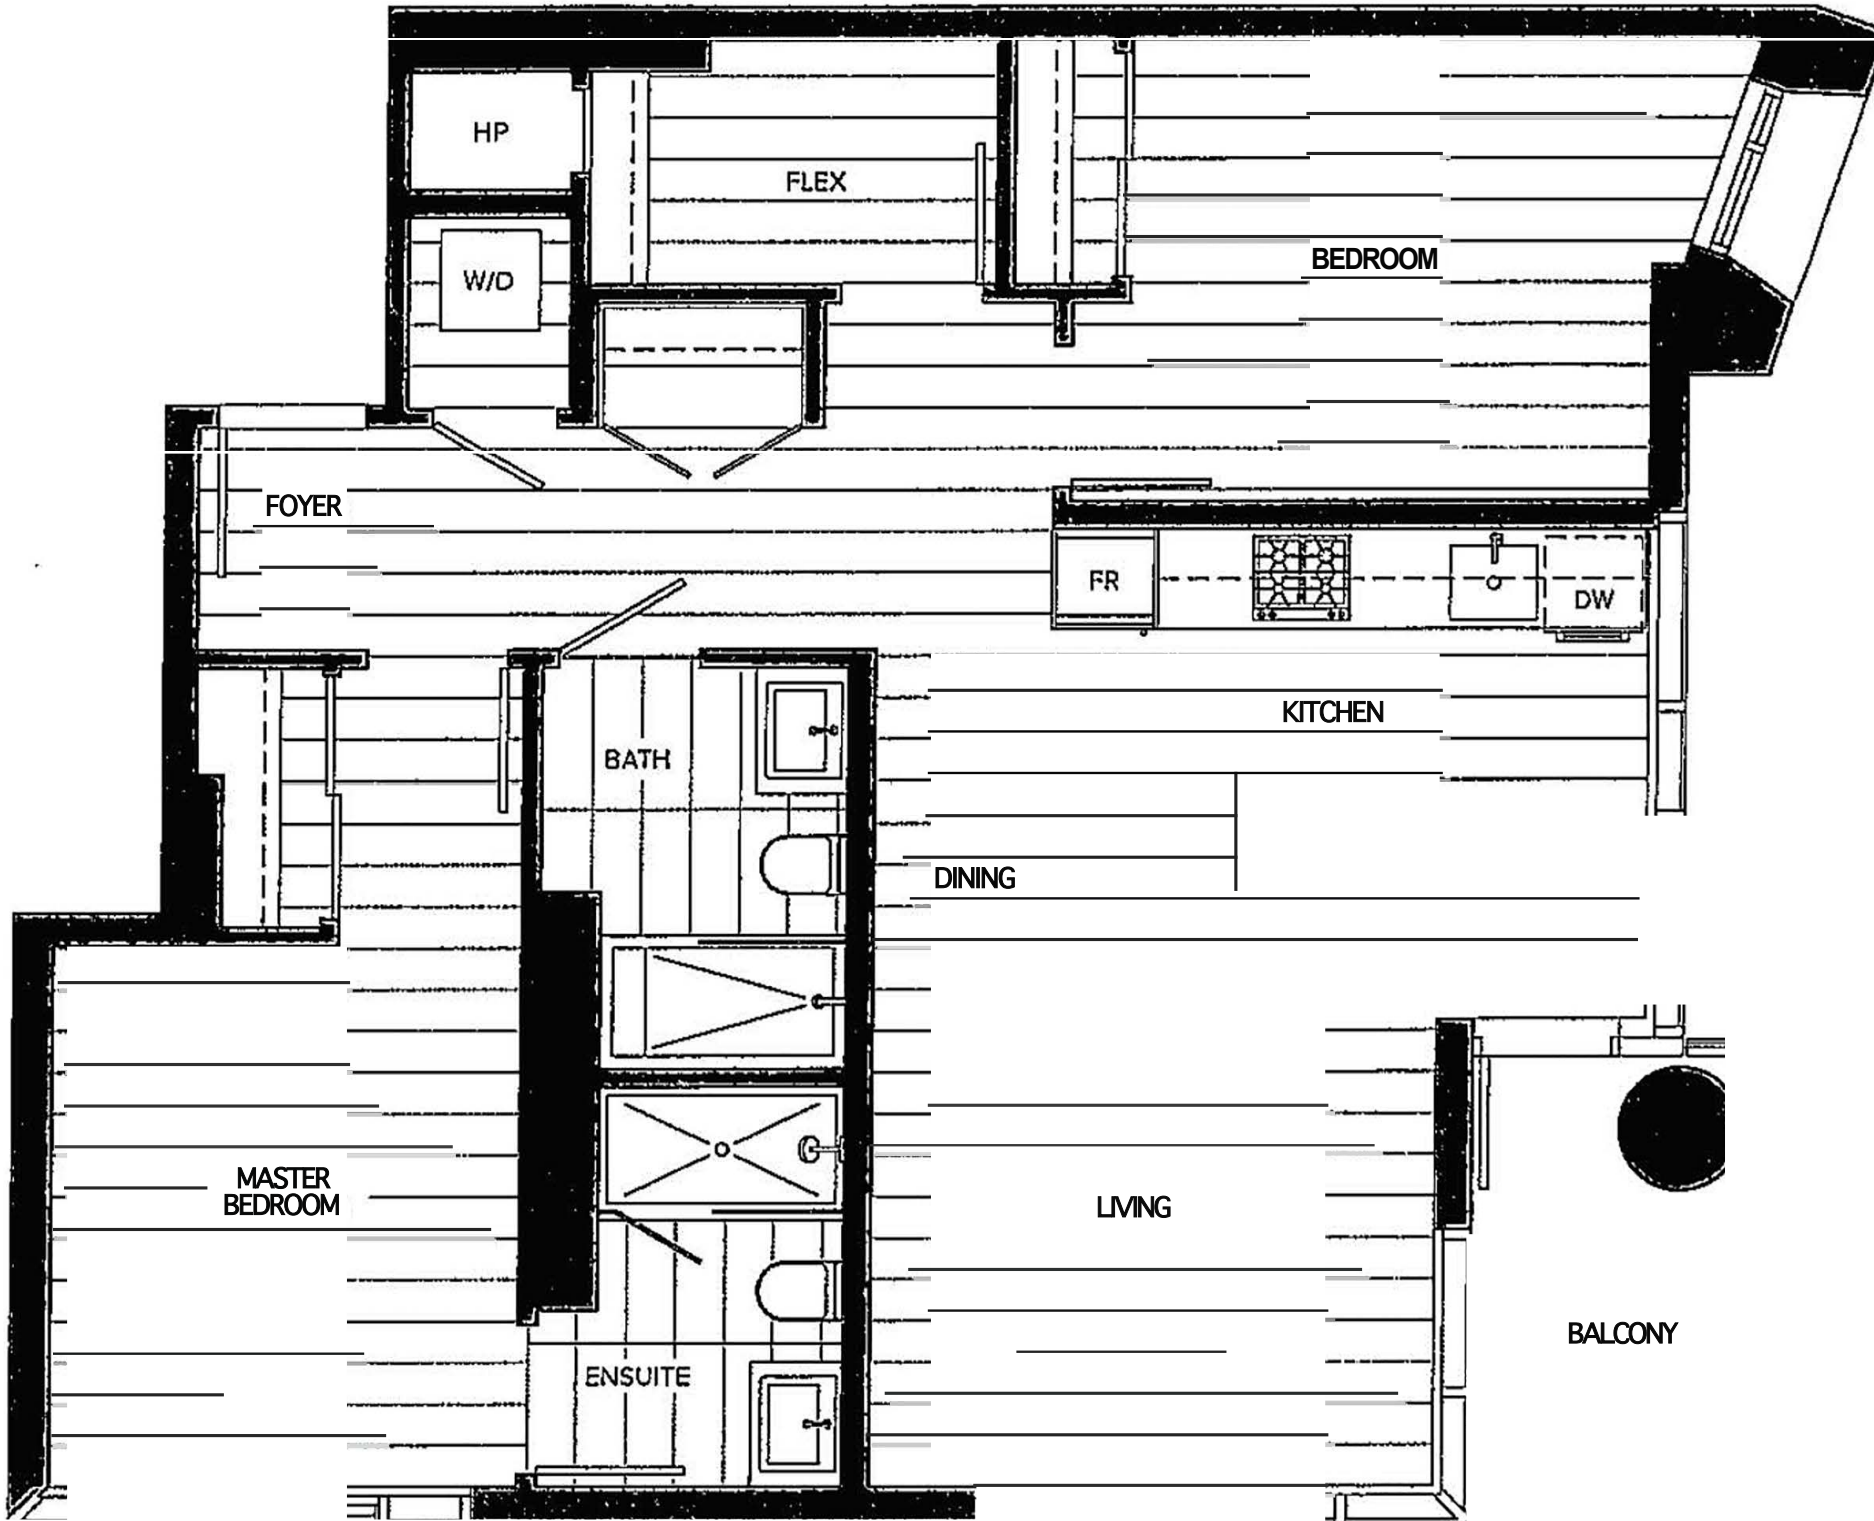 HP
FLEX
W/D
BEDROOM
FOYER
FR
DW
KITCHEN
BATH
DINING
MASTER
BEDROOM
LIVING
BALCONY
ENSUITE